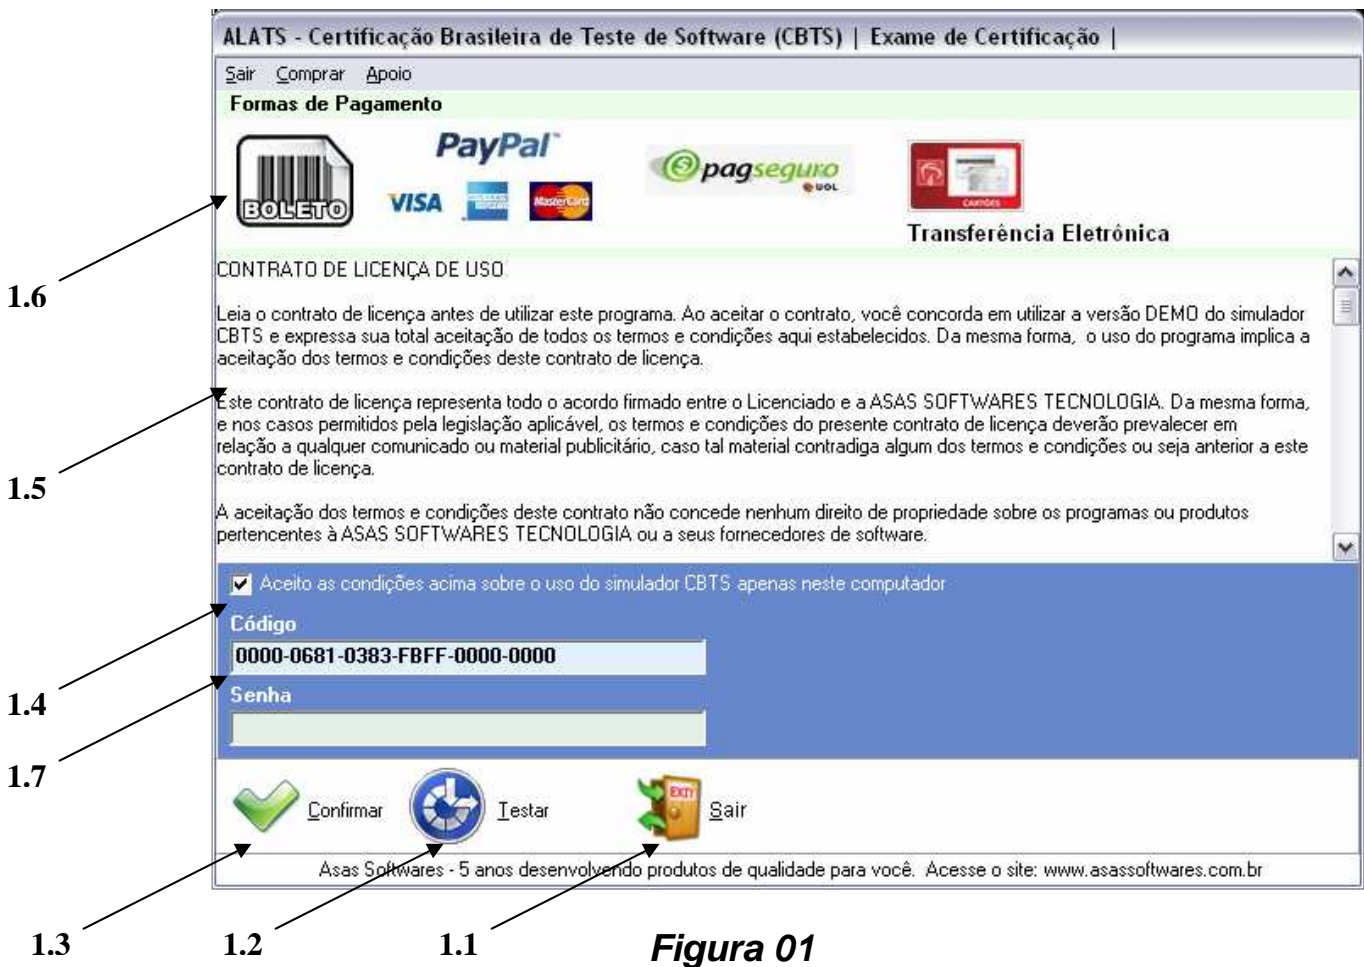 ALATS - Certificação Brasileira de Teste de Software (CBTS) | Exame de Certificação |
Sair Comprar Apoio
Formas de Pagamento
BOLETO
PayPal
VISA
MasterCard
pagseguro
UOL
CARTÕES
Transferência Eletrônica
1.6
CONTRATO DE LICENÇA DE USO
Leia o contrato de licença antes de utilizar este programa. Ao aceitar o contrato, você concorda em utilizar a versão DEMO do simulador
CBTS e expressa sua total aceitação de todos os termos e condições aqui estabelecidos. Da mesma forma, o uso do programa implica a
aceitação dos termos e condições deste contrato de licença.
Este contrato de licença representa todo o acordo firmado entre o Licenciado e a ASAS SOFTWARES TECNOLOGIA. Da mesma forma,
e nos casos permitidos pela legislação aplicável, os termos e condições do presente contrato de licença deverão prevalecer em
relação a qualquer comunicado ou material publicitário, caso tal material contradiga algum dos termos e condições ou seja anterior a este
contrato de licença.
1.5
A aceitação dos termos e condições deste contrato não concede nenhum direito de propriedade sobre os programas ou produtos
pertencentes à ASAS SOFTWARES TECNOLOGIA ou a seus fornecedores de software.
Aceito as condições acima sobre o uso do simulador CBTS apenas neste computador
Código
0000-0681-0383-FBFF-0000-0000
Senha
1.4
1.7
Confirmar
Testar
EXIT
Sair
Asas Softwares - 5 anos desenvolvendo produtos de qualidade para você. Acesse o site: www.asassoftwares.com.br
1.3
1.2
1.1
Figura 01